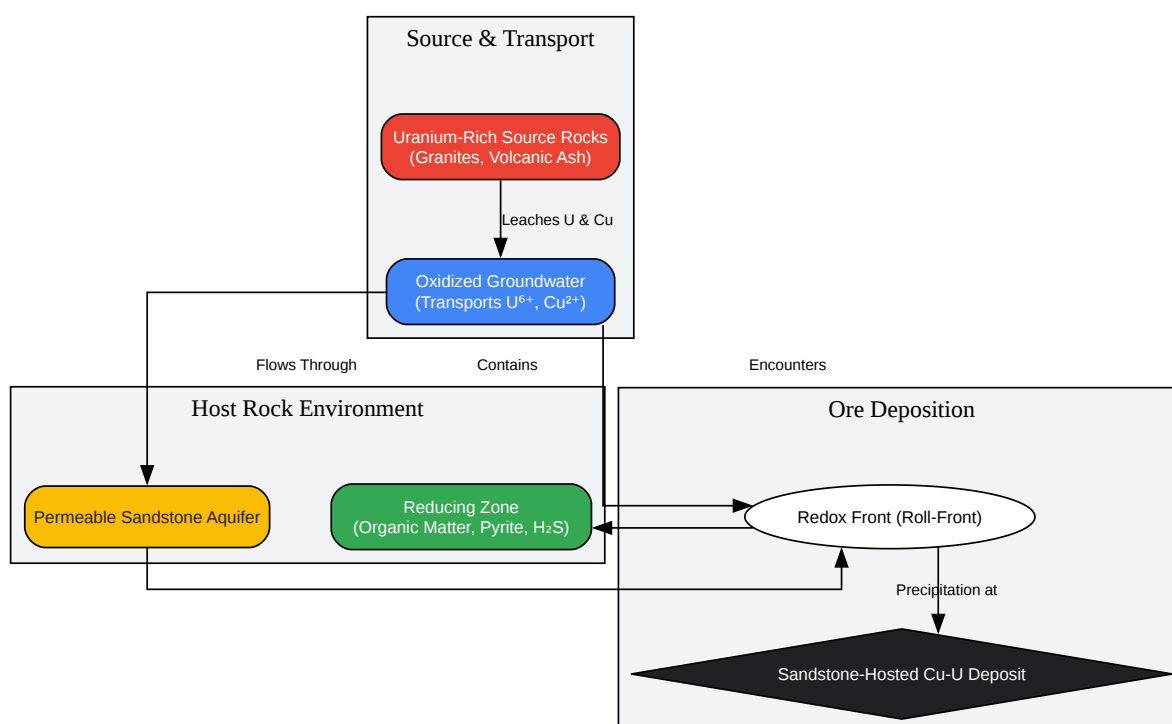 Source & Transport
Uranium-Rich Source Rocks
(Granites, Volcanic Ash)
Leaches U & Cu
Oxidized Groundwater
(Transports U⁶⁺, Cu²⁺)
Flows Through
Contains
Encounters
Host Rock Environment
Ore Deposition
Permeable Sandstone Aquifer
Reducing Zone
(Organic Matter, Pyrite, H₂S)
Redox Front (Roll-Front)
Precipitation at
Sandstone-Hosted Cu-U Deposit